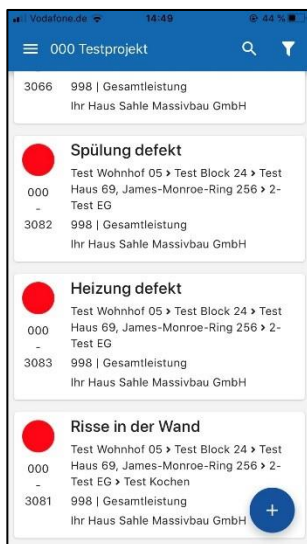 Vodafone.de 14:49 44 %
000 Testprojekt
3066 998 | Gesamtleistung
Ihr Haus Sahle Massivbau GmbH
Spülung defekt
Test Wohnhof 05 > Test Block 24 > Test
000 Haus 69, James-Monroe-Ring 256 > 2-
- Test EG
3082 998 | Gesamtleistung
Ihr Haus Sahle Massivbau GmbH
Heizung defekt
Test Wohnhof 05 > Test Block 24 > Test
000 Haus 69, James-Monroe-Ring 256 > 2-
- Test EG
3083 998 | Gesamtleistung
Ihr Haus Sahle Massivbau GmbH
Risse in der Wand
Test Wohnhof 05 > Test Block 24 > Test
000 Haus 69, James-Monroe-Ring 256 > 2-
- Test EG > Test Kochen
3081 998 | Gesamtleistung
Ihr Haus Sahle Massivbau GmbH
+